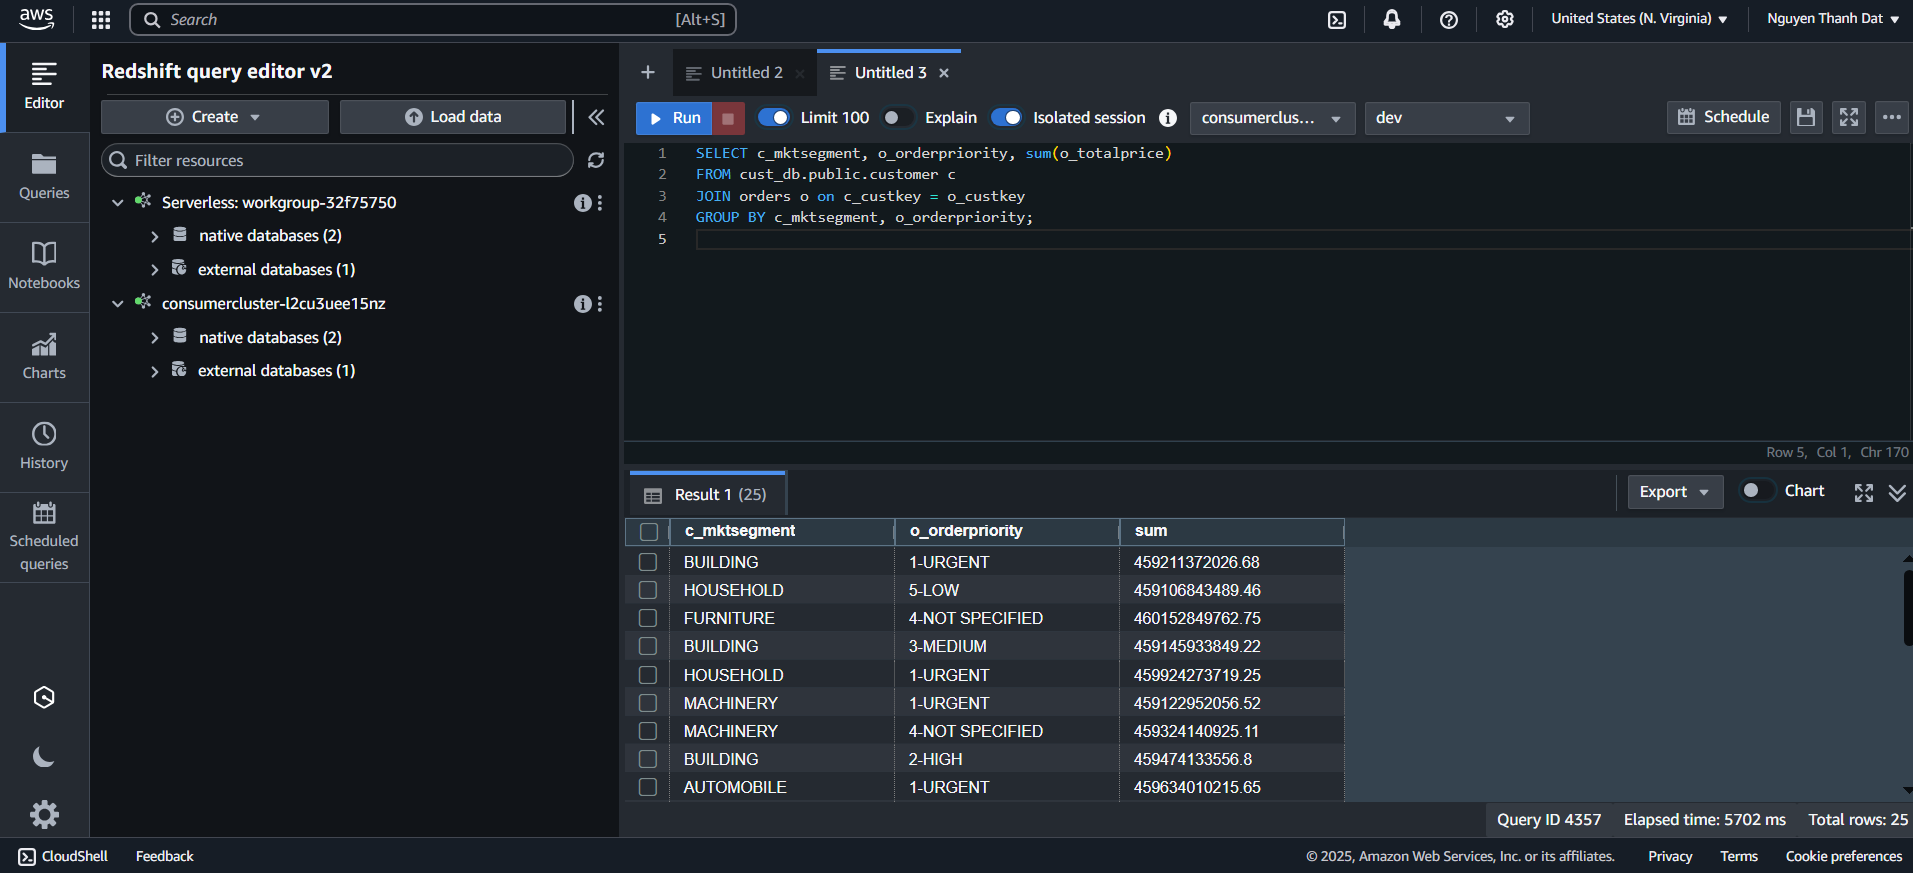 aws
Search
[Alt+S]
United States (N. Virginia)
Nguyen Thanh Dat
Editor
Queries
Notebooks
Charts
History
Scheduled
queries
Redshift query editor v2
Create
Load data
Filter resources
Serverless: workgroup-32f75750
native databases (2)
external databases (1)
consumercluster-l2cu3uee15nz
native databases (2)
external databases (1)
Untitled 2
Untitled 3
Run
Limit 100
Explain
Isolated session
consumerclus...
dev
Schedule
1 SELECT c_mktsegment, o_orderpriority, sum(o_totalprice)
2 FROM cust_db.public.customer c
3 JOIN orders o on c_custkey = o_custkey
4 GROUP BY c_mktsegment, o_orderpriority;
5
Row 5, Col 1, Chr 170
Result 1 (25)
Export
Chart
c_mktsegment o_orderpriority sum
BUILDING 1-URGENT 459211372026.68
HOUSEHOLD 5-LOW 459106843489.46
FURNITURE 4-NOT SPECIFIED 460152849762.75
BUILDING 3-MEDIUM 459145933849.22
HOUSEHOLD 1-URGENT 459924273719.25
MACHINERY 1-URGENT 459122952056.52
MACHINERY 4-NOT SPECIFIED 459324140925.11
BUILDING 2-HIGH 459474133556.8
AUTOMOBILE 1-URGENT 459634010215.65
Query ID 4357 Elapsed time: 5702 ms Total rows: 25
CloudShell
Feedback
© 2025, Amazon Web Services, Inc. or its affiliates.
Privacy
Terms
Cookie preferences